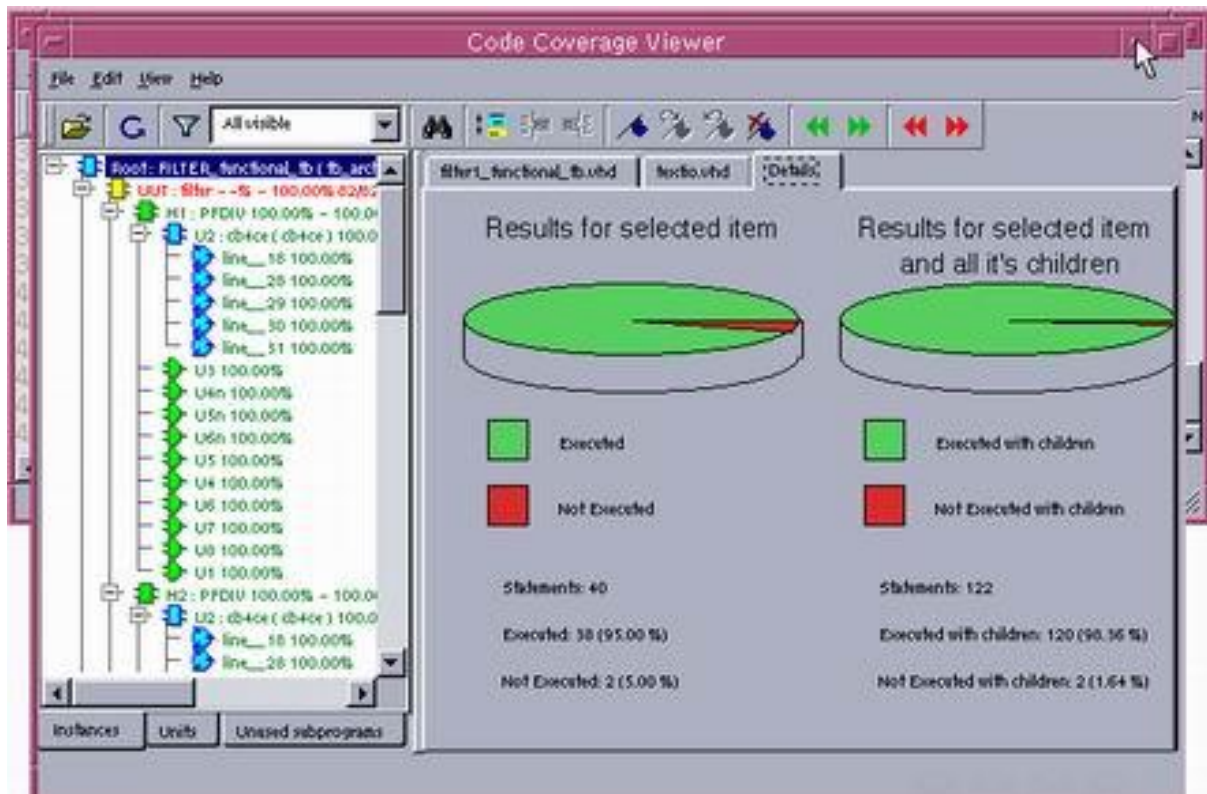 Code Coverage Viewer
File Edit View Help
All visible
Root: FILTER_functional_tb ( tb_arch
UUT : filter --% - 100.00% 82/82
H1 : PFDIV 100.00% - 100.00
U2 : cb4ce ( cb4ce ) 100.0
line__18 100.00%
line__28 100.00%
line__29 100.00%
line__30 100.00%
line__31 100.00%
U3 100.00%
U4n 100.00%
U5n 100.00%
U6n 100.00%
U5 100.00%
U4 100.00%
U6 100.00%
U7 100.00%
U8 100.00%
U1 100.00%
H2 : PFDIV 100.00% - 100.00
U2 : cb4ce ( cb4ce ) 100.0
line__18 100.00%
line__28 100.00%
Instances Units Unused subprograms
filter1_functional_tb.vhd textio.vhd Details
Results for selected item
Executed
Not Executed
Statements: 40
Executed: 38 (95.00 %)
Not Executed: 2 (5.00 %)
Results for selected item
and all it's children
Executed with children
Not Executed with children
Statements: 122
Executed with children: 120 (98.36 %)
Not Executed with children: 2 (1.64 %)